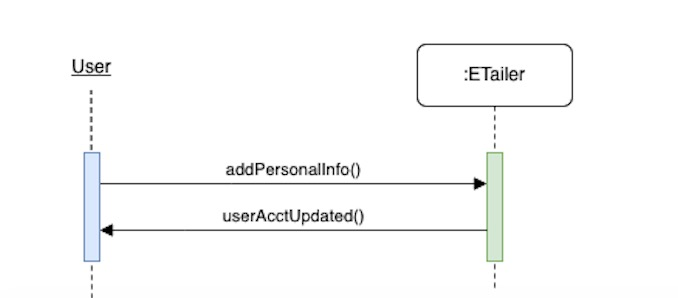 User
:ETailer
addPersonalInfo()
userAcctUpdated()